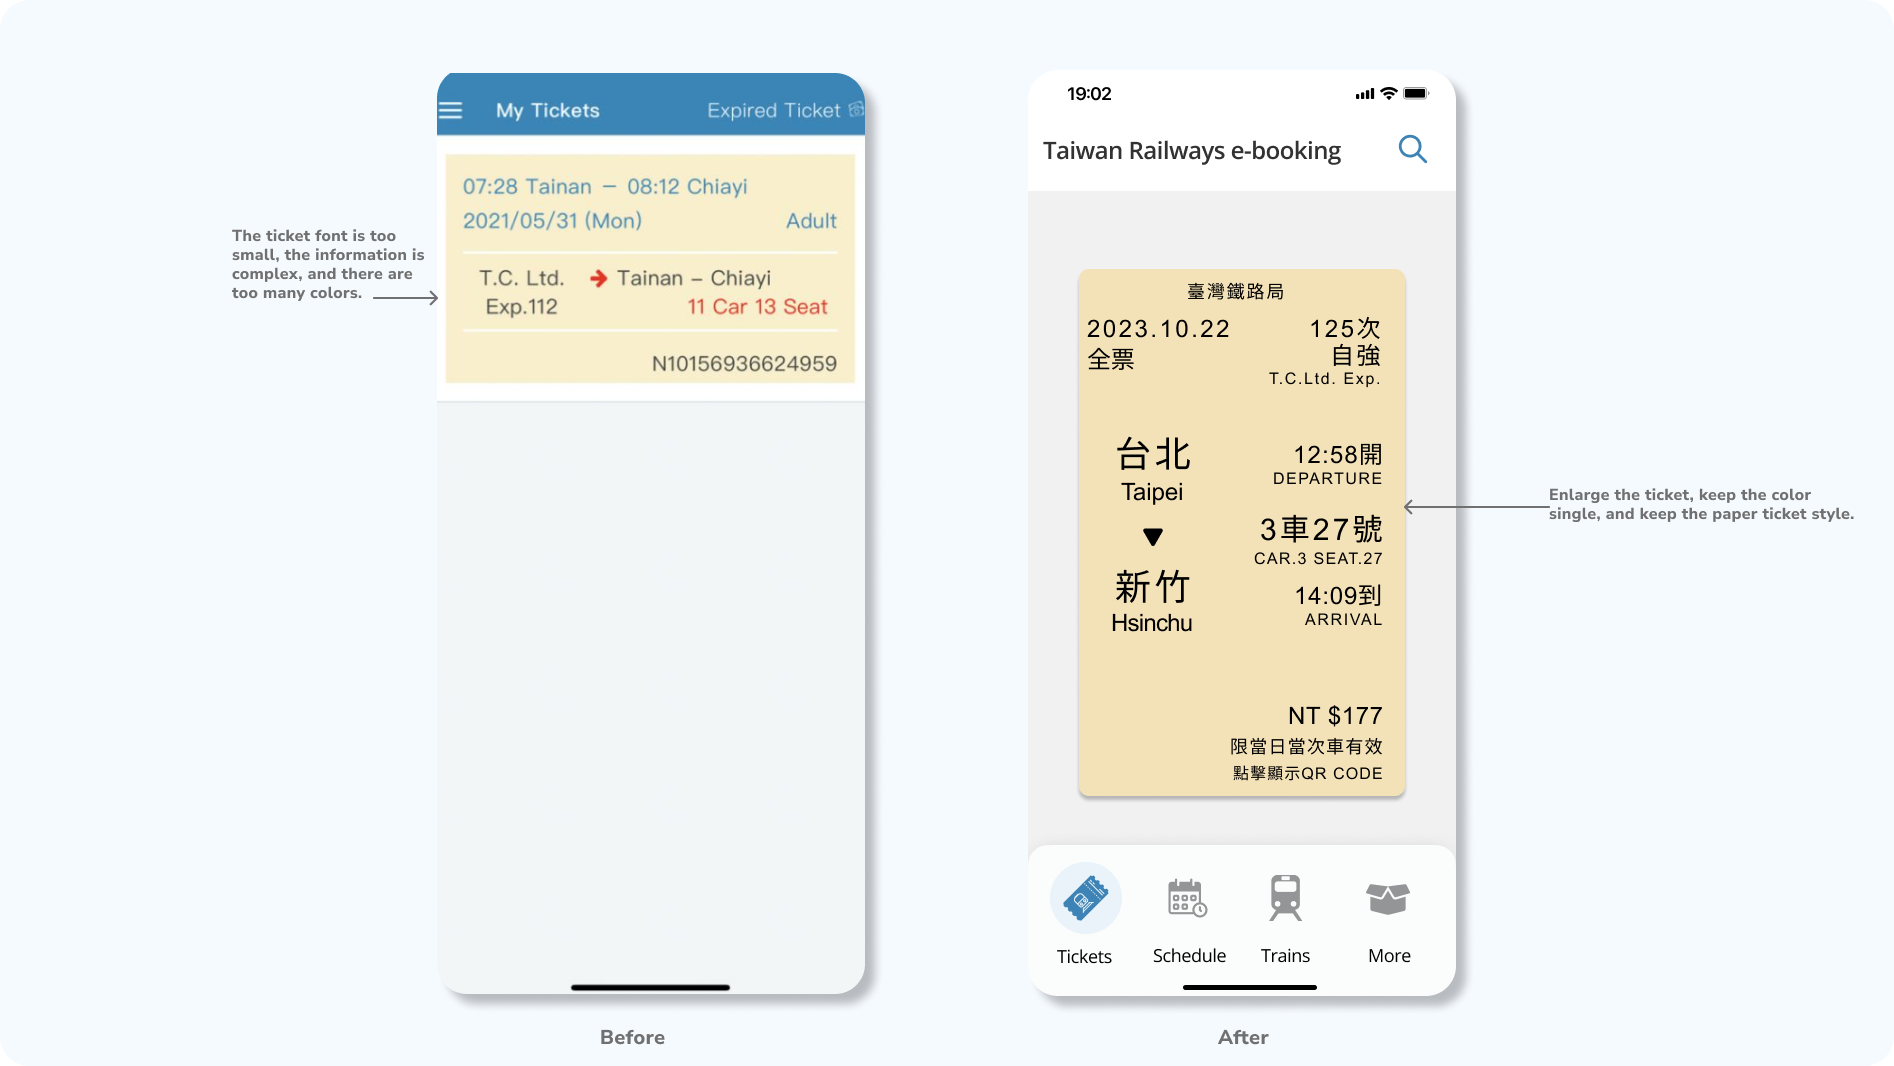 My Tickets
Expired Ticket
07:28 Tainan – 08:12 Chiayi
2021/05/31 (Mon)
Adult
T.C. Ltd.
Tainan – Chiayi
Exp.112
11 Car 13 Seat
N10156936624959
The ticket font is too
small, the information is
complex, and there are
too many colors.
Before
19:02
Taiwan Railways e-booking
臺灣鐵路局
2023.10.22
125次
全票
自強
T.C.Ltd. Exp.
台北
Taipei
12:58開
DEPARTURE
3車27號
CAR.3 SEAT.27
新竹
Hsinchu
14:09到
ARRIVAL
NT $177
限當日當次車有效
點擊顯示QR CODE
Tickets
Schedule
Trains
More
Enlarge the ticket, keep the color
single, and keep the paper ticket style.
After